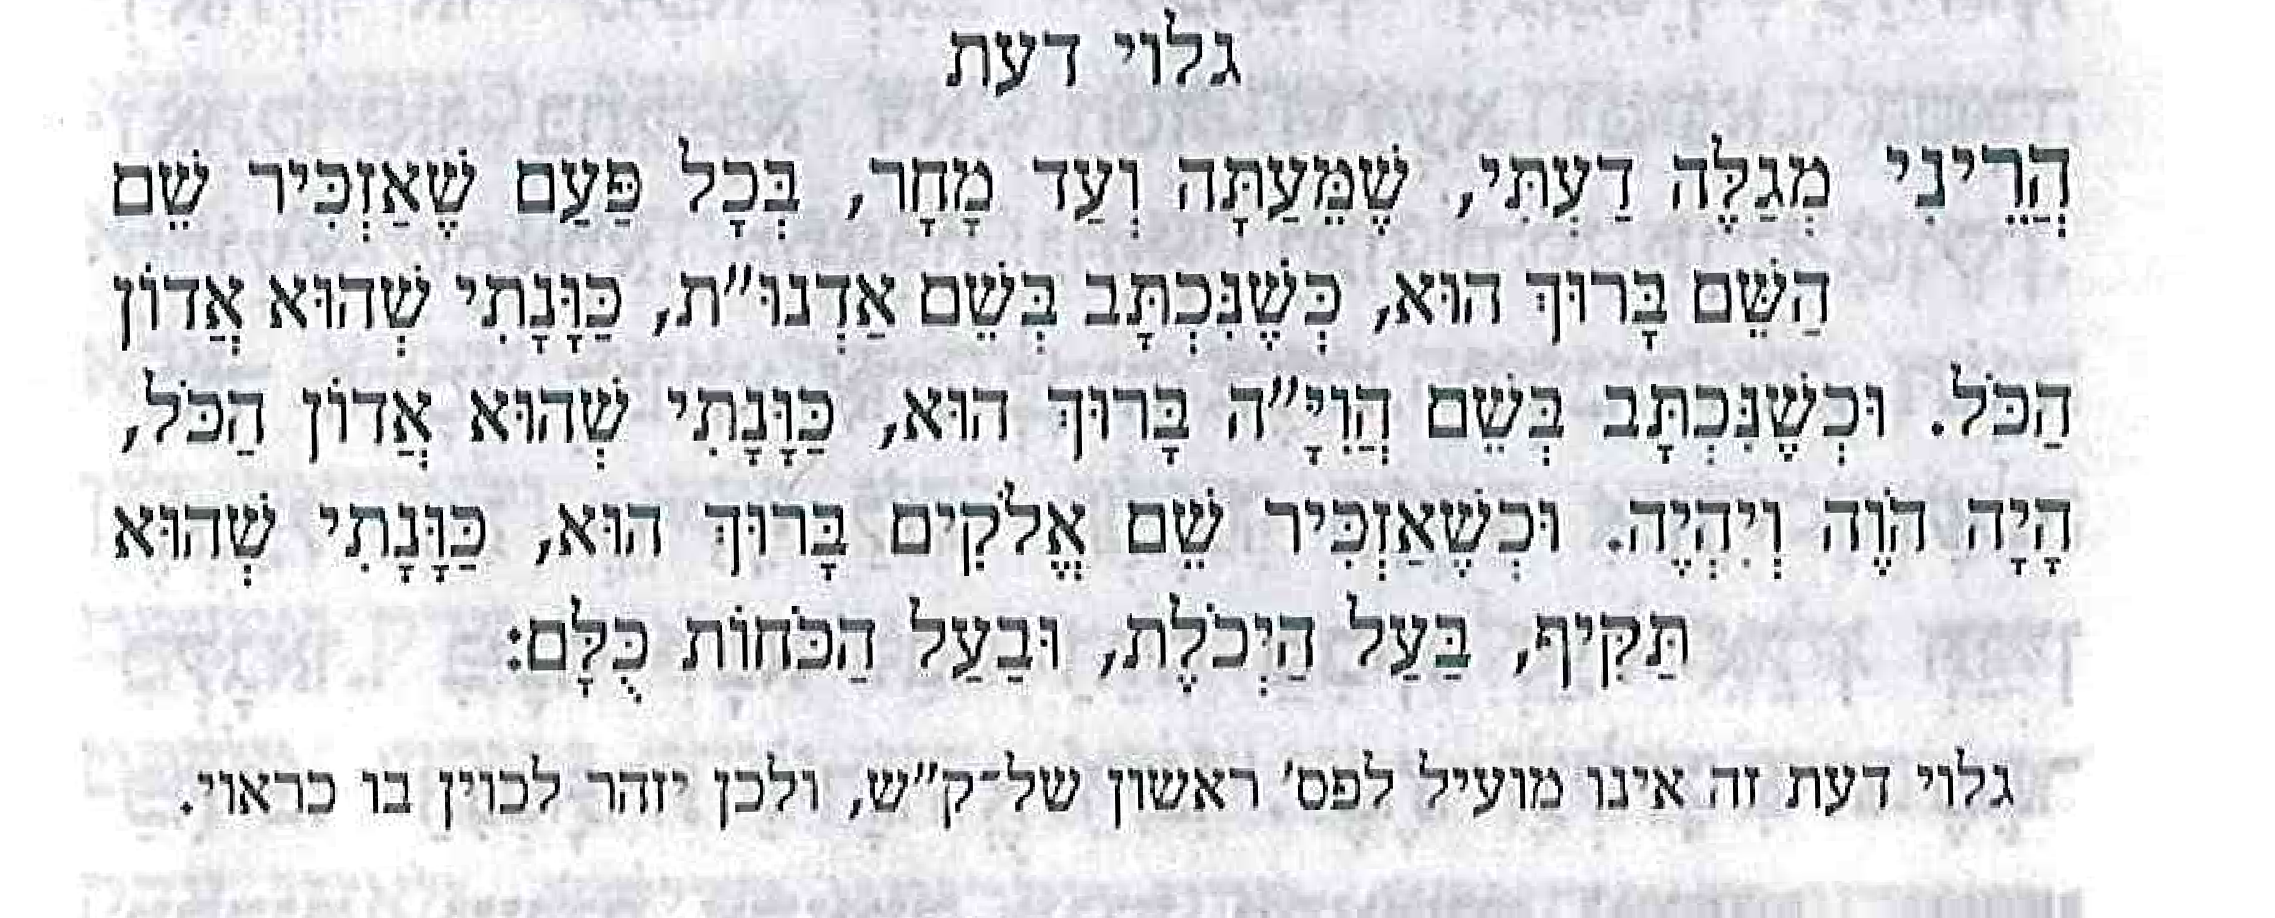 גלוי דעת
הֲרֵינִי מְגַלֶּה דַעְתִּי, שֶׁמֵּעַתָּה וְעַד מָחָר, בְּכָל פַּעַם שֶׁאַזְכִּיר שֵׁם
הַשֵּׁם בָּרוּךְ הוּא, כְּשֶׁנִּכְתָּב בְּשֵׁם אַדְנוּ״ת, כַּוָּנָתִי שְׁהוּא אֲדוֹן
הַכֹּל. וּכְשֶׁנִּכְתָּב בְּשֵׁם הֲוָיָ״ה בָּרוּךְ הוּא, כַּוָּנָתִי שְׁהוּא אֲדוֹן הַכֹּל,
הָיָה הֹוֶה וְיִהְיֶה. וּכְשֶׁאַזְכִּיר שֵׁם אֱלֹקִים בָּרוּךְ הוּא, כַּוָּנָתִי שְׁהוּא
תַּקִּיף, בַּעַל הַיְכֹלֶת, וּבַעַל הַכֹּחוֹת כֻּלָּם:
גלוי דעת זה אינו מועיל לפס׳ ראשון של־ק״ש, ולכן יזהר לכוין בו כראוי.